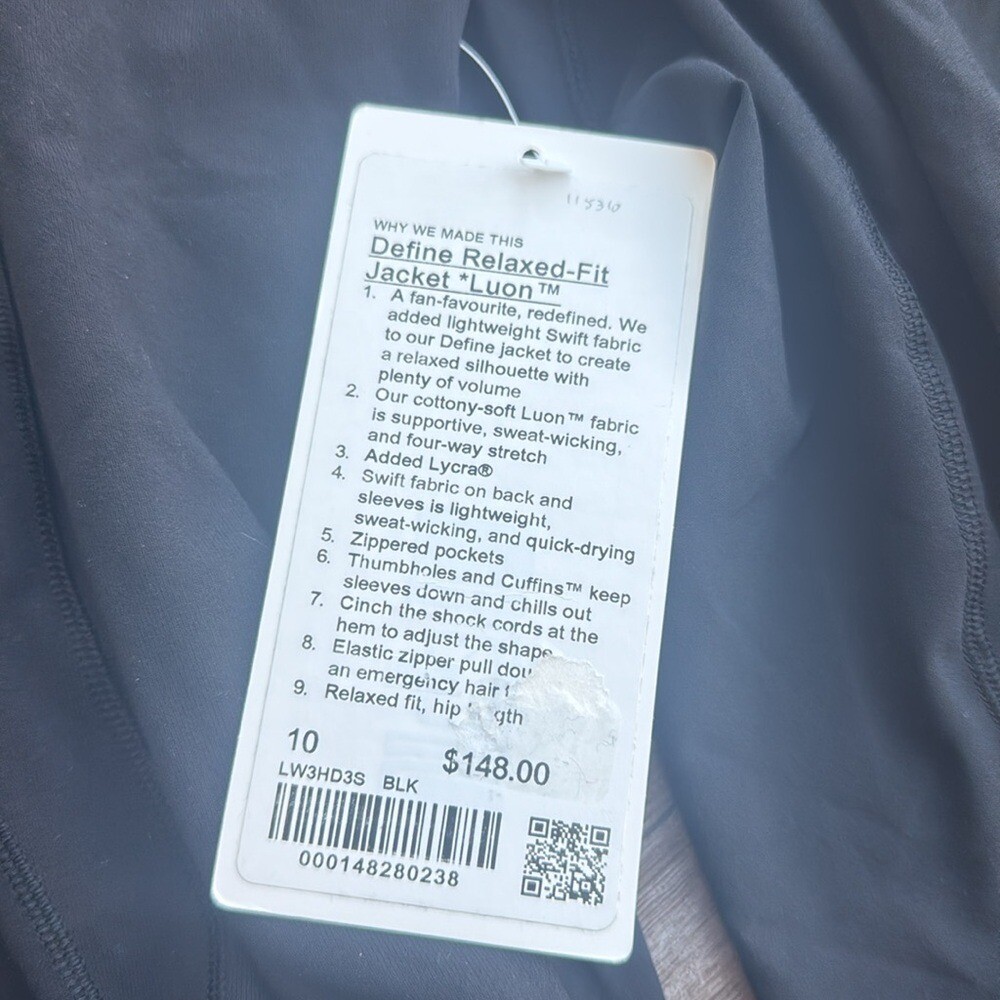 11536
WHY WE MADE THIS
Define Relaxed-Fit
Jacket *Luon™
1. A fan-favourite, redefined. We
added lightweight Swift fabric
to our Define jacket to create
a relaxed silhouette with
plenty of volume
2. Our cottony-soft Luon™ fabric
is supportive, sweat-wicking,
and four-way stretch
3. Added Lycra®
4. Swift fabric on back and
sleeves is lightweight,
sweat-wicking, and quick-drying
5. Zippered pockets
6. Thumbholes and Cuffins™ keep
sleeves down and chills out
7. Cinch the shock cords at the
hem to adjust the shape
8. Elastic zipper pull
an emergency hair
9. Relaxed fit, hip
10
$148.00
LW3HD3S BLK
000148280238